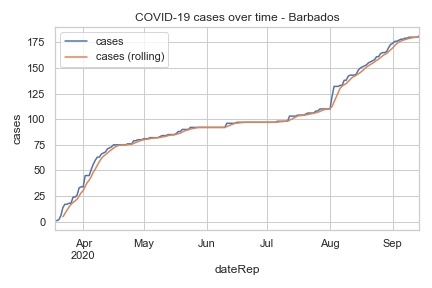 COVID-19 cases over time - Barbados
cases
cases (rolling)
175
150
125
100
75
50
25
0
cases
Apr
2020
May
Jun
Jul
Aug
Sep
dateRep